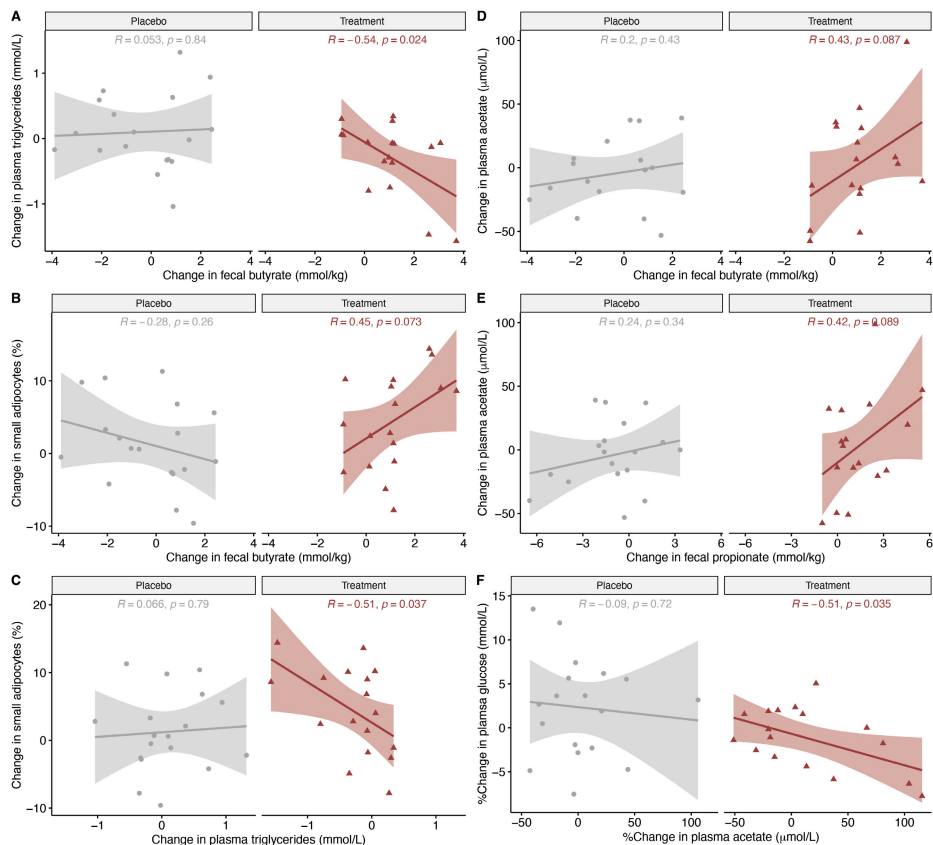 A
Placebo
Treatment
R = 0.053, p = 0.84
R = − 0.54, p = 0.024
Change in plasma triglycerides (mmol/L)
1
0
−1
−4 −2 0 2 4 −4 −2 0 2 4
Change in fecal butyrate (mmol/kg)
D
Placebo
Treatment
R = 0.2, p = 0.43
R = 0.43, p = 0.087
Change in plasma acetate (μmol/L)
100
50
0
−50
−4 −2 0 2 4 −4 −2 0 2 4
Change in fecal butyrate (mmol/kg)
B
Placebo
Treatment
R = − 0.28, p = 0.26
R = 0.45, p = 0.073
Change in small adipocytes (%)
10
0
−10
−4 −2 0 2 4 −4 −2 0 2 4
Change in fecal butyrate (mmol/kg)
E
Placebo
Treatment
R = 0.24, p = 0.34
R = 0.42, p = 0.089
Change in plasma acetate (μmol/L)
100
50
0
−50
−6 −3 0 3 6 −6 −3 0 3 6
Change in fecal propionate (mmol/kg)
C
Placebo
Treatment
R = 0.066, p = 0.79
R = − 0.51, p = 0.037
Change in small adipocytes (%)
20
10
0
−10
−1 0 1 −1 0 1
Change in plasma triglycerides (mmol/L)
F
Placebo
Treatment
R = − 0.09, p = 0.72
R = − 0.51, p = 0.035
%Change in plamsa glucose (mmol/L)
15
10
5
0
−5
−50 0 50 100 −50 0 50 100
%Change in plasma acetate (μmol/L)